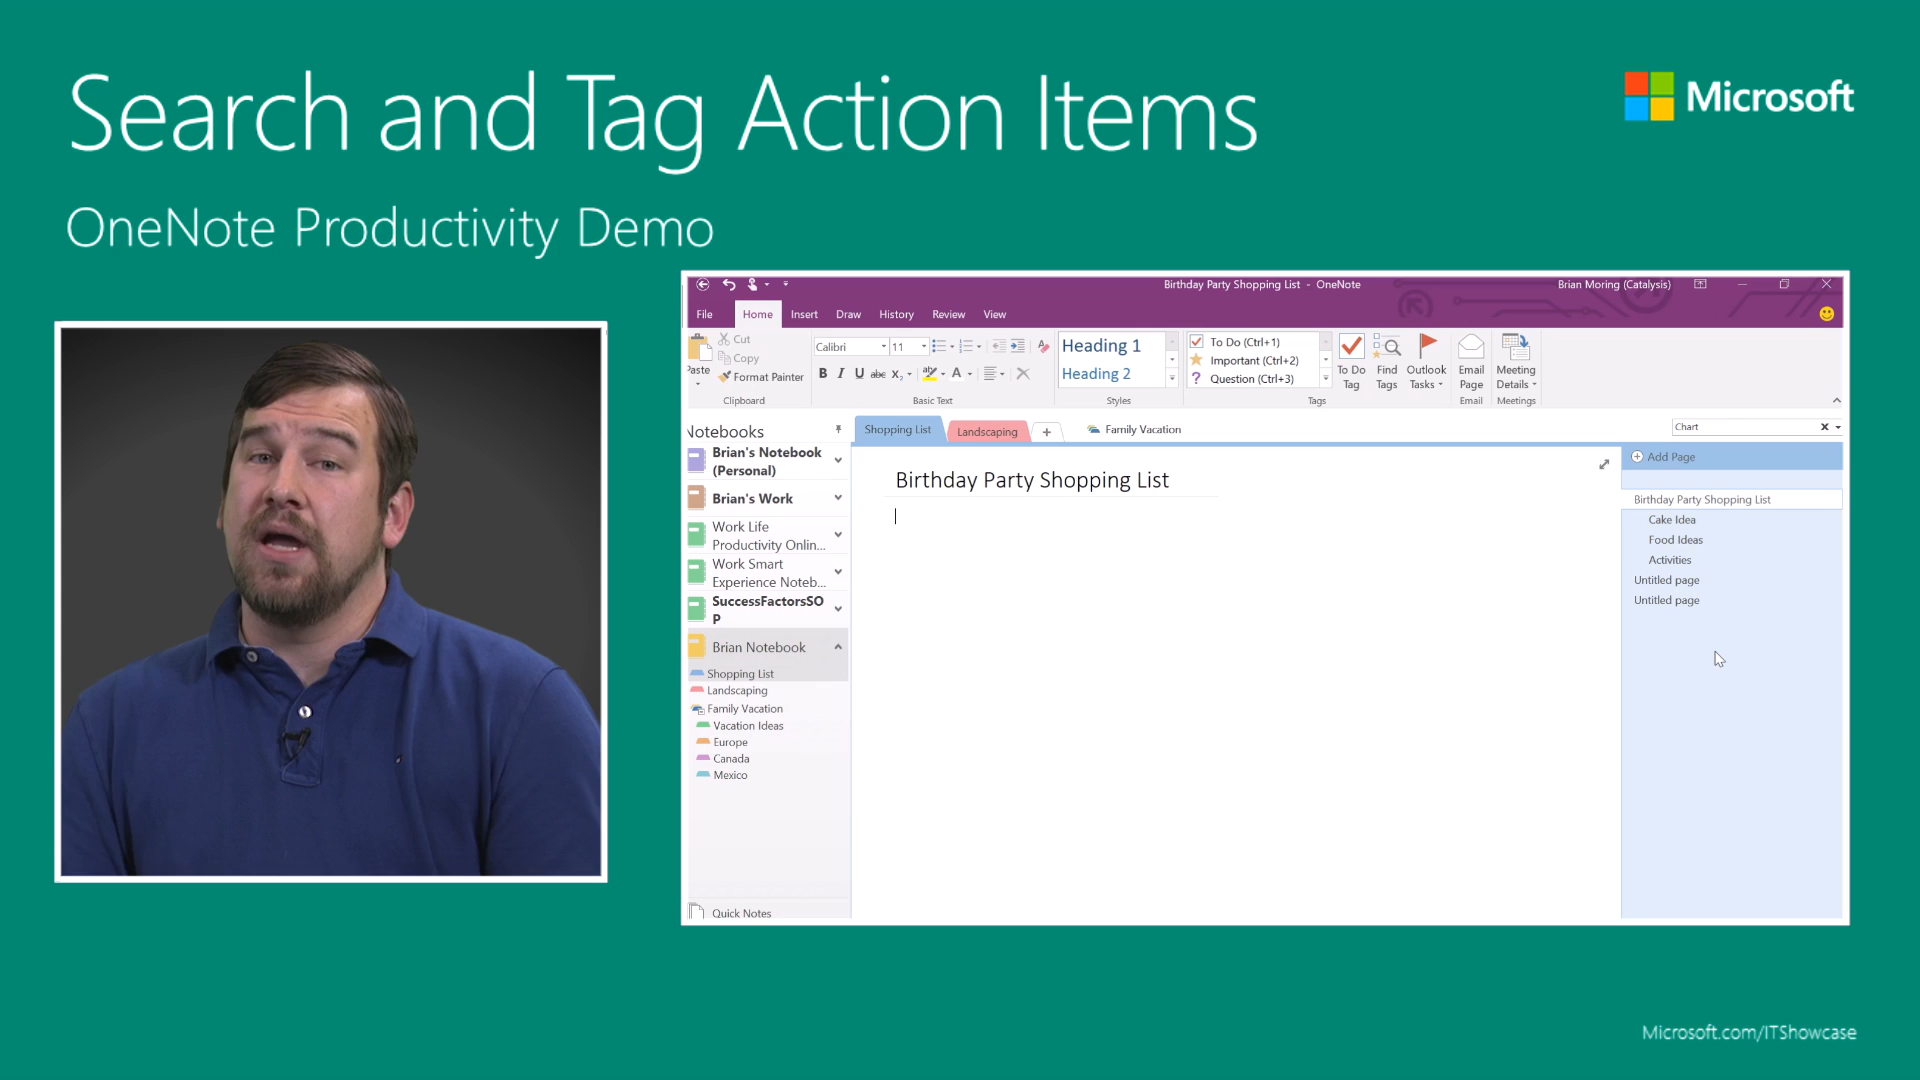 Search and Tag Action Items
Microsoft
OneNote Productivity Demo
Birthday Party Shopping List - OneNote
Brian Moring (Catalysis)
File
Home
Insert
Draw
History
Review
View
Cut
Copy
Format Painter
Clipboard
Calibri
11
B I U abc X₂
A
Basic Text
Heading 1
Heading 2
Styles
To Do (Ctrl+1)
Important (Ctrl+2)
? Question (Ctrl+3)
Tags
To Do
Tag
Find
Tags
Outlook
Tasks
Email
Page
Email
Meeting
Details
Meetings
Notebooks
Shopping List
Landscaping
+
Family Vacation
Chart
Brian's Notebook
(Personal)
Brian's Work
Work Life
Productivity Onlin...
Work Smart
Experience Noteb...
SuccessFactorsSO
P
Brian Notebook
Shopping List
Landscaping
Family Vacation
Vacation Ideas
Europe
Canada
Mexico
Quick Notes
Birthday Party Shopping List
Add Page
Birthday Party Shopping List
Cake Idea
Food Ideas
Activities
Untitled page
Untitled page
Microsoft.com/ITShowcase